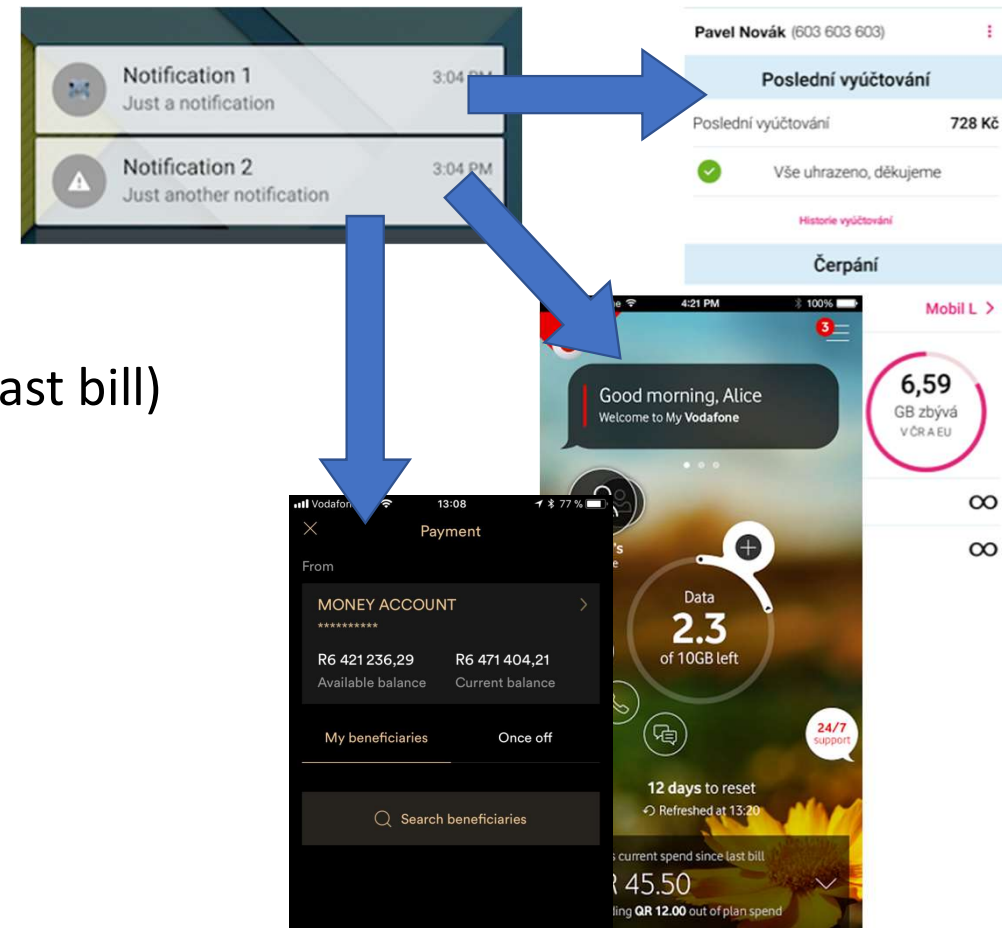 Notification 1
3:04 PM
Just a notification
Notification 2
3:04 PM
Just another notification
Pavel Novák (603 603 603)
Poslední vyúčtování
Poslední vyúčtování 728 Kč
Vše uhrazeno, děkujeme
Historie vyúčtování
Čerpání
Mobil L >
6,59
GB zbývá
V ČR A EU
∞
∞
last bill)
4:21 PM 100%
3
Good morning, Alice
Welcome to My Vodafone
Data
2.3
of 10GB left
24/7
support
12 days to reset
Refreshed at 13:20
current spend since last bill
45.50
QR 12.00 out of plan spend
13:08 77 %
Payment
From
MONEY ACCOUNT >
**********
R6 421 236,29 R6 471 404,21
Available balance Current balance
My beneficiaries Once off
Search beneficiaries